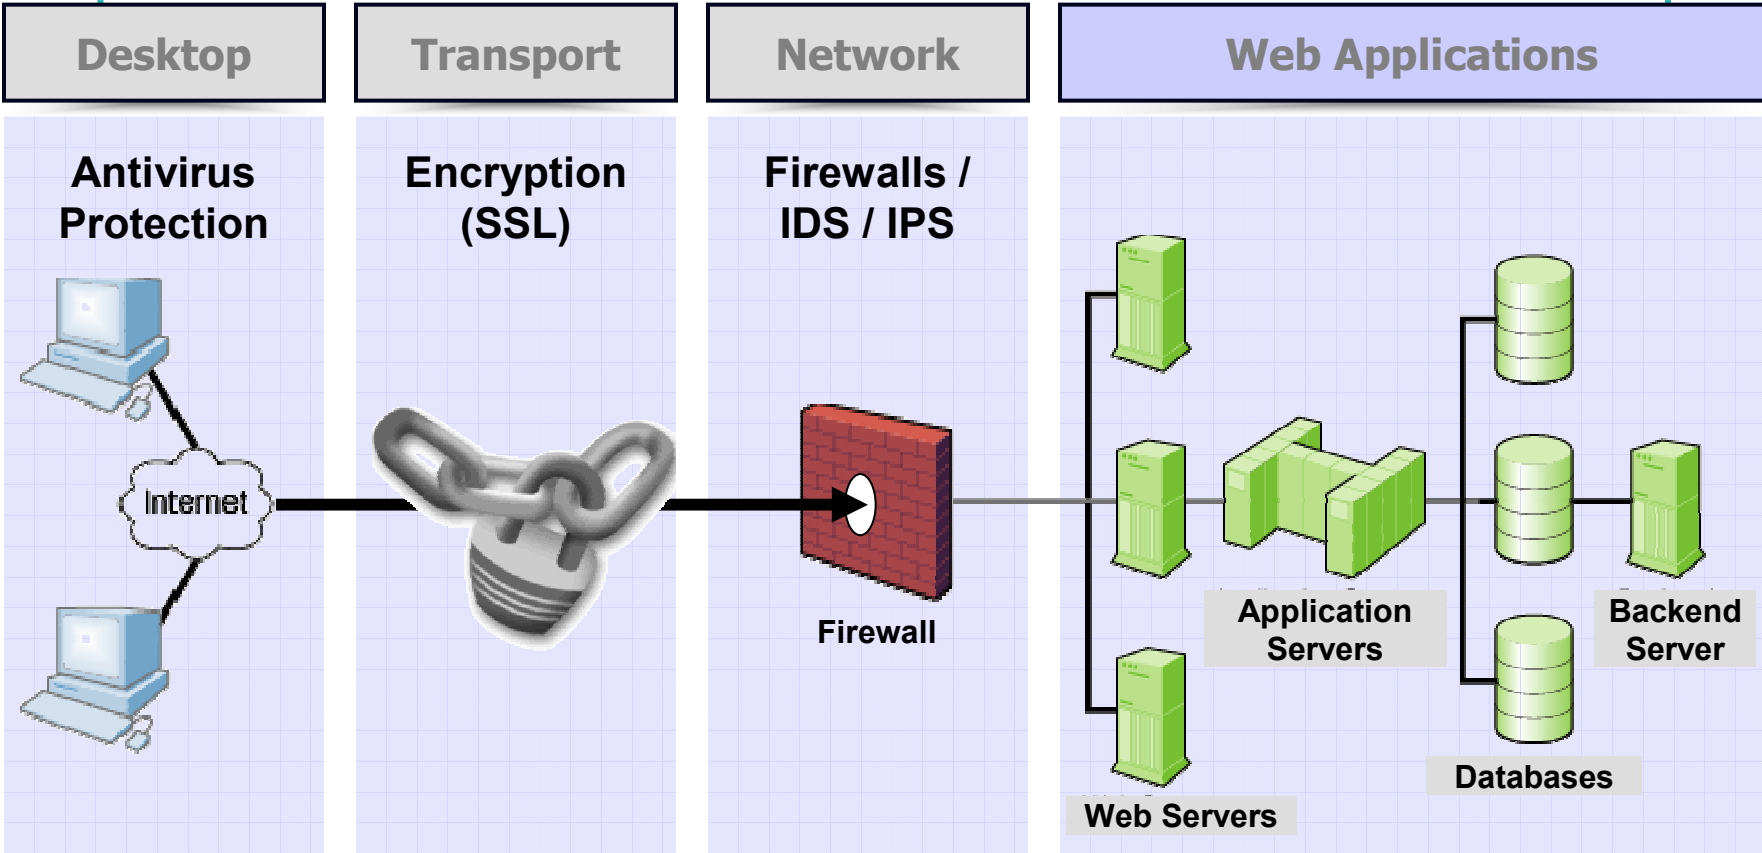 Desktop
Transport
Network
Web Applications
Antivirus
Protection
Encryption
(SSL)
Firewalls /
IDS / IPS
Internet
Firewall
Application
Servers
Backend
Server
Databases
Web Servers